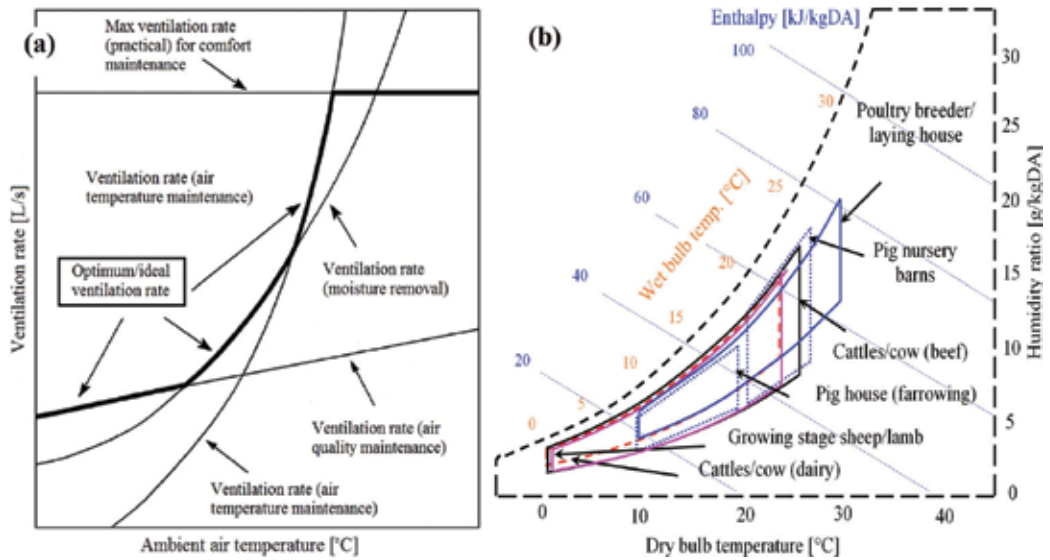 (a)
Max ventilation rate
(practical) for comfort
maintenance
Ventilation rate (air
temperature maintenance)
Optimum/ideal
ventilation rate
Ventilation rate
(moisture removal)
Ventilation rate (air
quality maintenance)
Ventilation rate (air
temperature maintenance)
Ventilation rate [L/s]
Ambient air temperature [°C]
(b)
Enthalpy [kJ/kgDA]
100
80
60
40
20
Wet bulb temp. [°C]
0
5
10
15
20
25
30
Poultry breeder/
laying house
Pig nursery
barns
Cattles/cow (beef)
Pig house (farrowing)
Growing stage sheep/lamb
Cattles/cow (dairy)
30
25
20
15
10
5
0
Humidity ratio [g/kgDA]
0 10 20 30 40
Dry bulb temperature [°C]